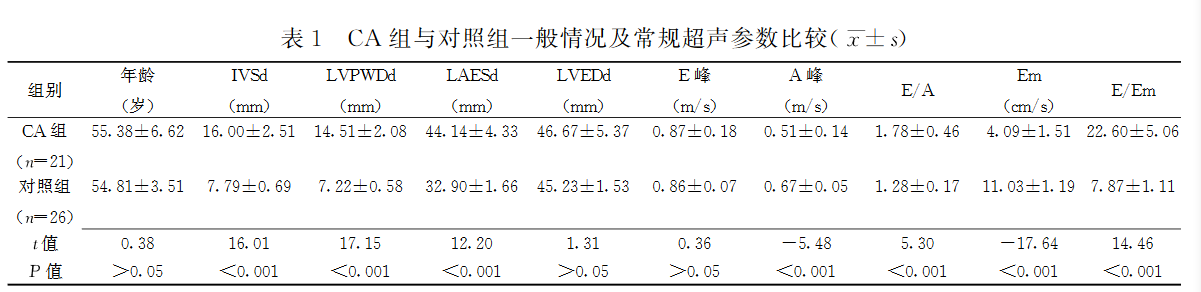 表 1 CA 组与对照组一般情况及常规超声参数比较( x̅±s)
组别 年龄 IVSd LVPWDd LAESd LVEDd E 峰 A 峰 E/A Em E/Em
（岁） （mm） （mm） （mm） （mm） （m/s） （m/s） （cm/s）
CA 组 55.38±6.62 16.00±2.51 14.51±2.08 44.14±4.33 46.67±5.37 0.87±0.18 0.51±0.14 1.78±0.46 4.09±1.51 22.60±5.06
（n=21）
对照组 54.81±3.51 7.79±0.69 7.22±0.58 32.90±1.66 45.23±1.53 0.86±0.07 0.67±0.05 1.28±0.17 11.03±1.19 7.87±1.11
（n=26）
t 值 0.38 16.01 17.15 12.20 1.31 0.36 −5.48 5.30 −17.64 14.46
P 值 >0.05 <0.001 <0.001 <0.001 >0.05 >0.05 <0.001 <0.001 <0.001 <0.001